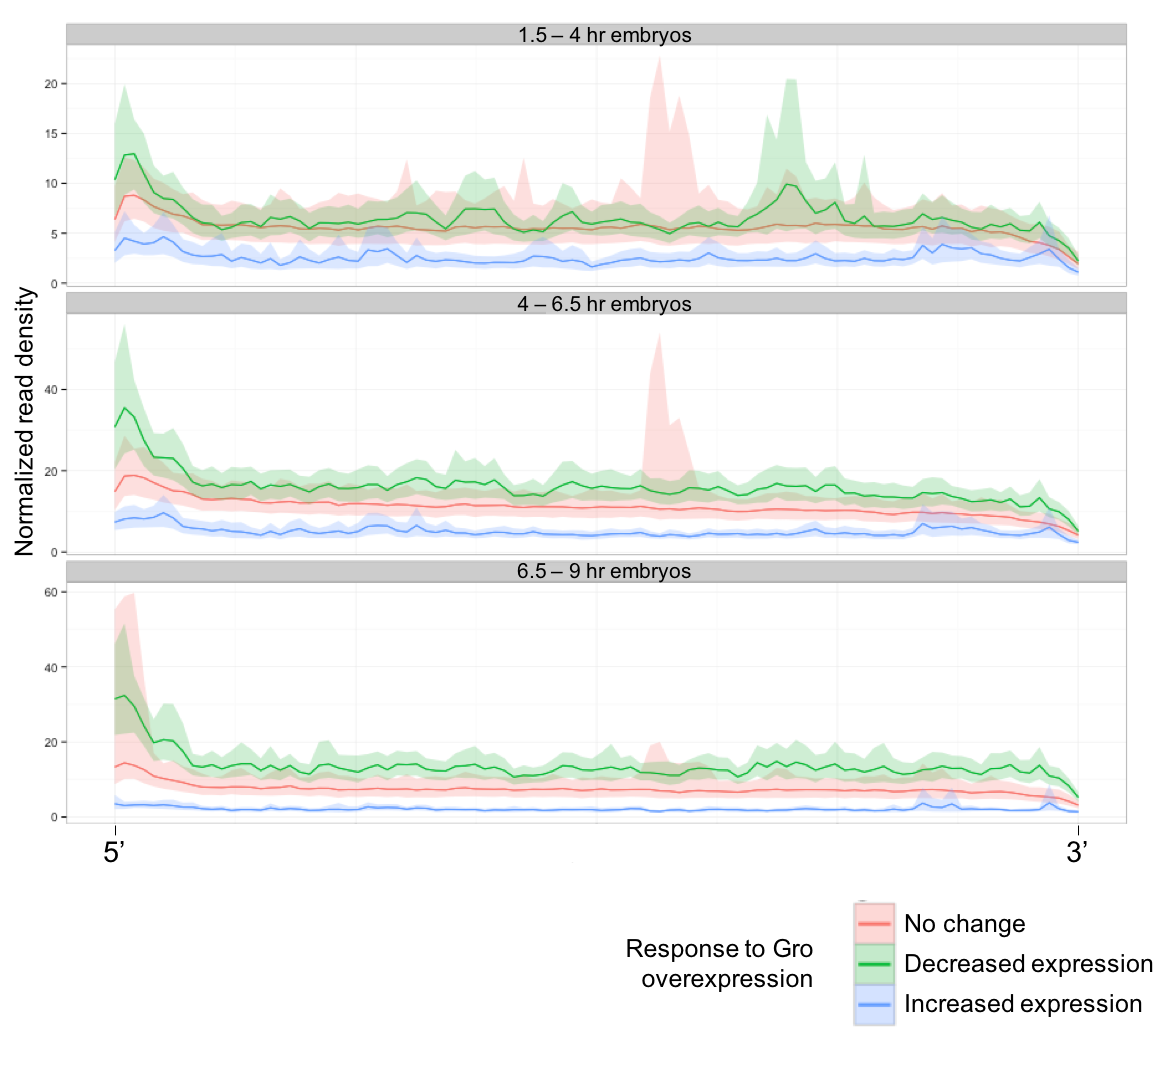 1.5 – 4 hr embryos
20
15
10
5
0
4 – 6.5 hr embryos
40
20
0
Normalized read density
6.5 – 9 hr embryos
60
40
20
0
5’
3’
Response to Gro
overexpression
No change
Decreased expression
Increased expression